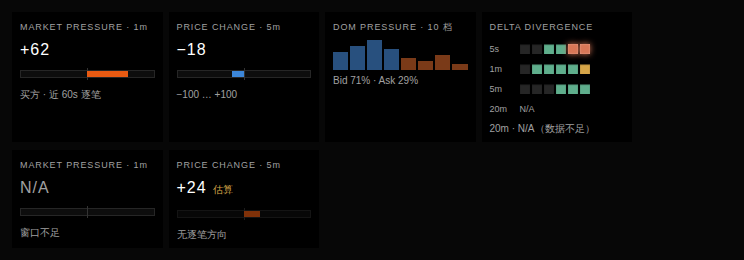 MARKET PRESSURE · 1m
+62
买方 · 近 60s 逐笔
PRICE CHANGE · 5m
−18
−100 … +100
DOM PRESSURE · 10 档
Bid 71% · Ask 29%
DELTA DIVERGENCE
5s
1m
5m
20m N/A
20m · N/A（数据不足）
MARKET PRESSURE · 1m
N/A
窗口不足
PRICE CHANGE · 5m
+24 估算
无逐笔方向